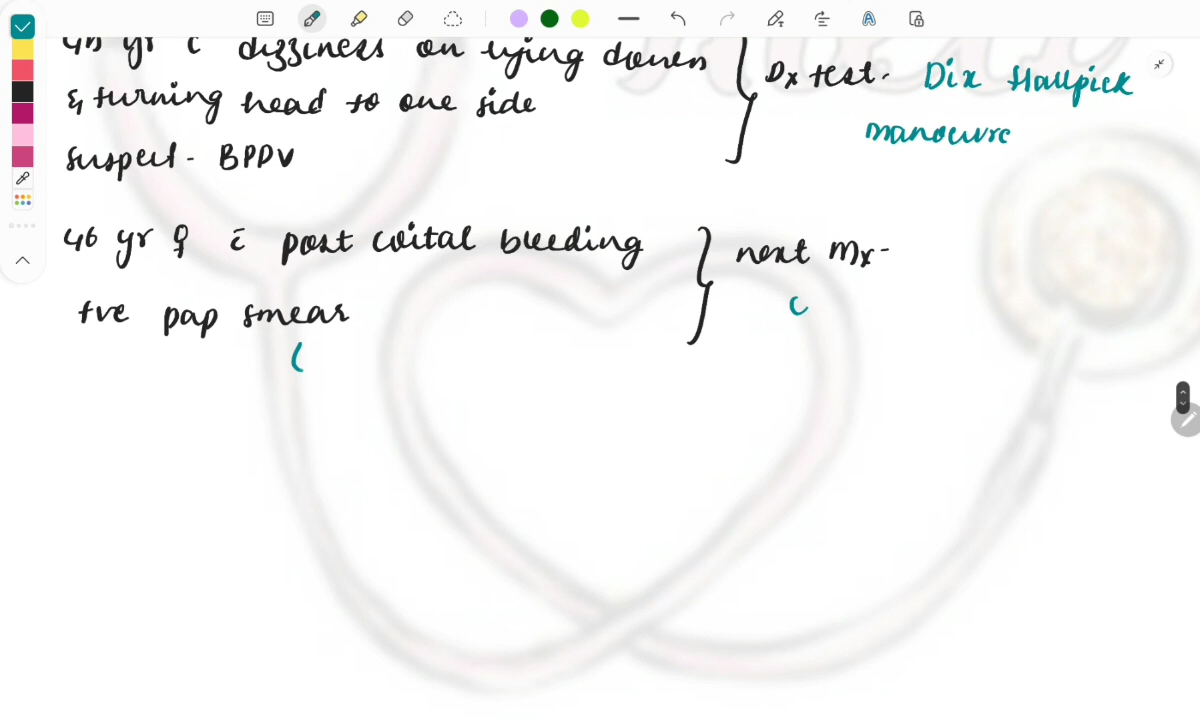 45 yr c̄ dizziness on lying down
& turning head to one side
suspect - BPPV
Dx test - Dix Hallpick
manoeuvre
46 yr ♀ c̄ post coital bleeding
+ve pap smear
next Mx -